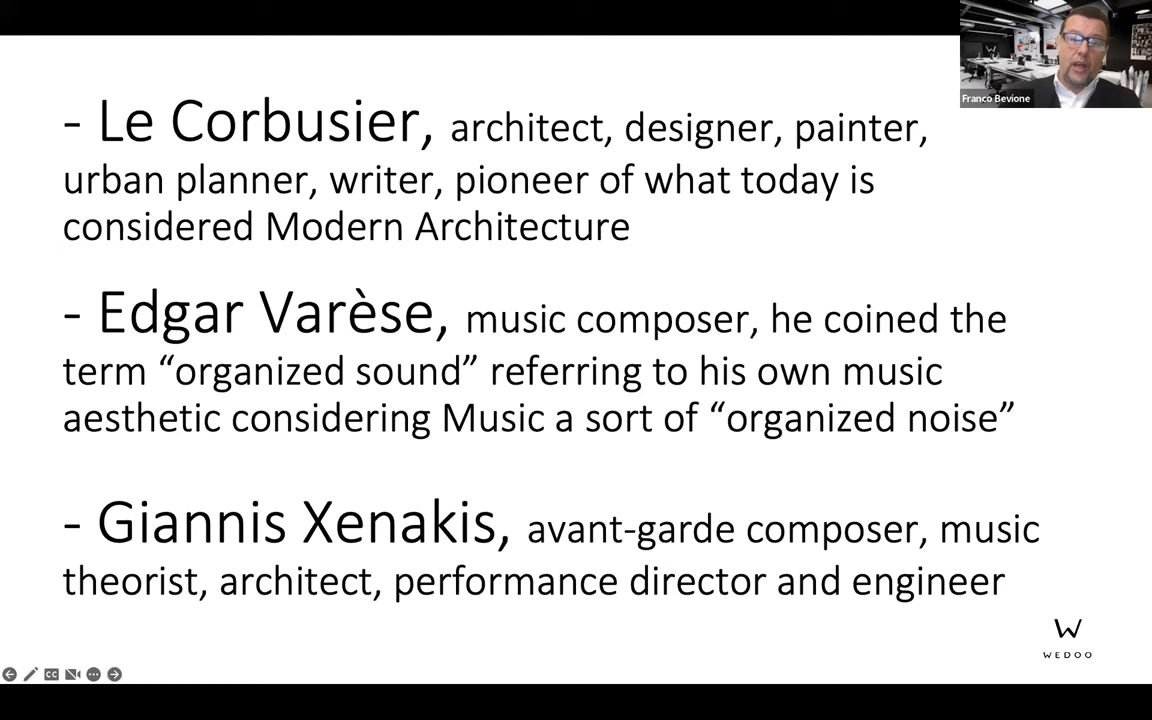 - Le Corbusier, architect, designer, painter,
urban planner, writer, pioneer of what today is
considered Modern Architecture
- Edgar Varèse, music composer, he coined the
term “organized sound” referring to his own music
aesthetic considering Music a sort of “organized noise”
- Giannis Xenakis, avant-garde composer, music
theorist, architect, performance director and engineer
Franco Bevione
W
WEDOO
CC